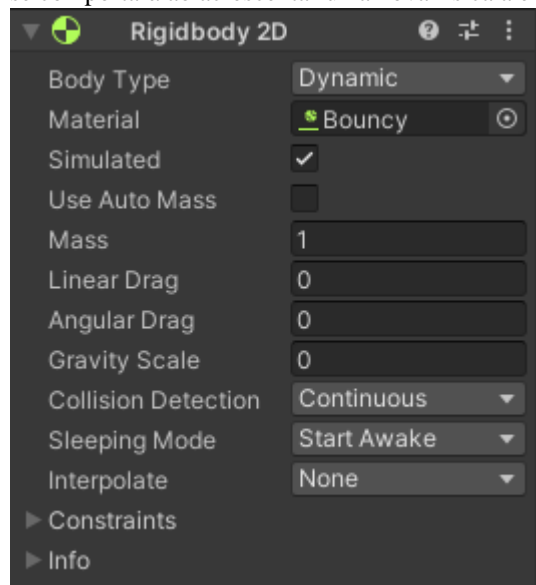 Rigidbody 2D
Body Type Dynamic
Material Bouncy
Simulated
Use Auto Mass
Mass 1
Linear Drag 0
Angular Drag 0
Gravity Scale 0
Collision Detection Continuous
Sleeping Mode Start Awake
Interpolate None
Constraints
Info